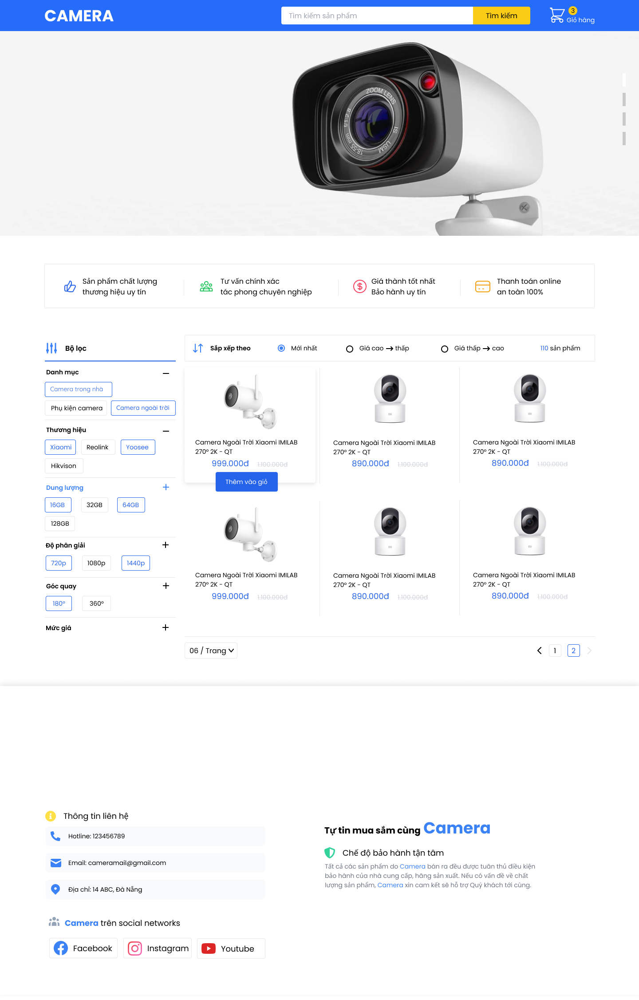 CAMERA
Tìm kiếm sản phẩm
Tìm kiếm
3
Giỏ hàng
ZOOM LENS
f/1:2.8
IS
USM
18-55 mm
Sản phẩm chất lượng
thương hiệu uy tín
Tư vấn chính xác
tác phong chuyên nghiệp
Giá thành tốt nhất
Bảo hành uy tín
Thanh toán online
an toàn 100%
Bộ lọc
Danh mục
Camera trong nhà
Phụ kiện camera
Camera ngoài trời
Thương hiệu
Xiaomi
Reolink
Yoosee
Hikvison
Dung lượng
16GB
32GB
64GB
128GB
Độ phân giải
720p
1080p
1440p
Góc quay
180°
360°
Mức giá
Sắp xếp theo
Mới nhất
Giá cao → thấp
Giá thấp → cao
110 sản phẩm
Camera Ngoài Trời Xiaomi IMILAB
270° 2K - QT
999.000đ 1.100.000đ
Thêm vào giỏ
Camera Ngoài Trời Xiaomi IMILAB
270° 2K - QT
890.000đ 1.100.000đ
Camera Ngoài Trời Xiaomi IMILAB
270° 2K - QT
890.000đ 1.100.000đ
Camera Ngoài Trời Xiaomi IMILAB
270° 2K - QT
999.000đ 1.100.000đ
Camera Ngoài Trời Xiaomi IMILAB
270° 2K - QT
890.000đ 1.100.000đ
Camera Ngoài Trời Xiaomi IMILAB
270° 2K - QT
890.000đ 1.100.000đ
06 / Trang
1
2
Thông tin liên hệ
Hotline: 123456789
Email: cameramail@gmail.com
Địa chỉ: 14 ABC, Đà Nẵng
Camera trên social networks
Facebook
Instagram
Youtube
Tự tin mua sắm cùng Camera
Chế độ bảo hành tận tâm
Tất cả các sản phẩm do Camera bán ra đều được tuân thủ điều kiện
bảo hành của nhà cung cấp, hãng sản xuất. Nếu có vấn đề về chất
lượng sản phẩm, Camera xin cam kết sẽ hỗ trợ Quý khách tới cùng.